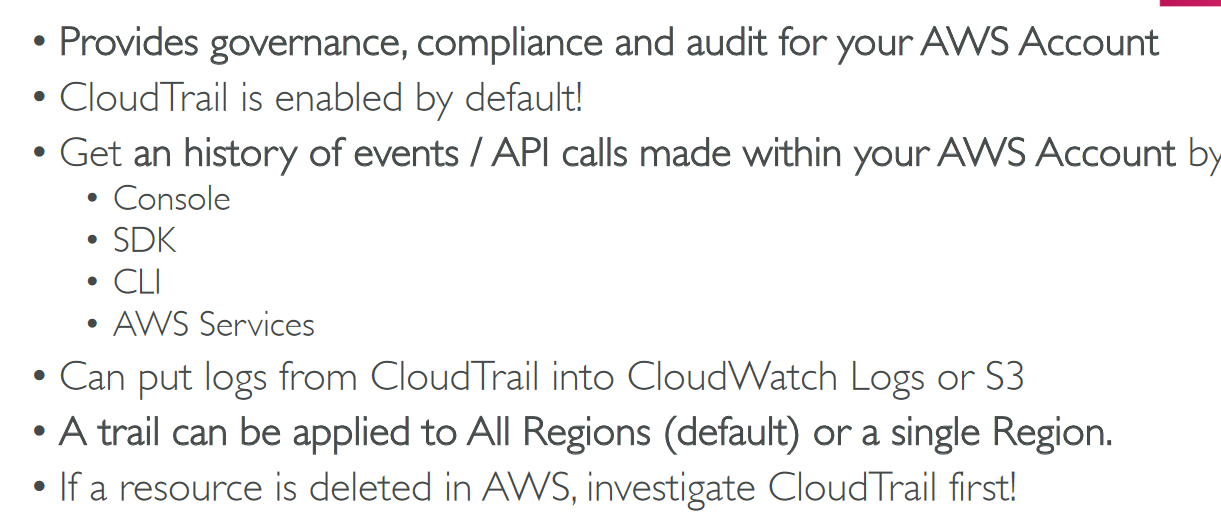 • Provides governance, compliance and audit for your AWS Account
• CloudTrail is enabled by default!
• Get an history of events / API calls made within your AWS Account by
• Console
• SDK
• CLI
• AWS Services
• Can put logs from CloudTrail into CloudWatch Logs or S3
• A trail can be applied to All Regions (default) or a single Region.
• If a resource is deleted in AWS, investigate CloudTrail first!